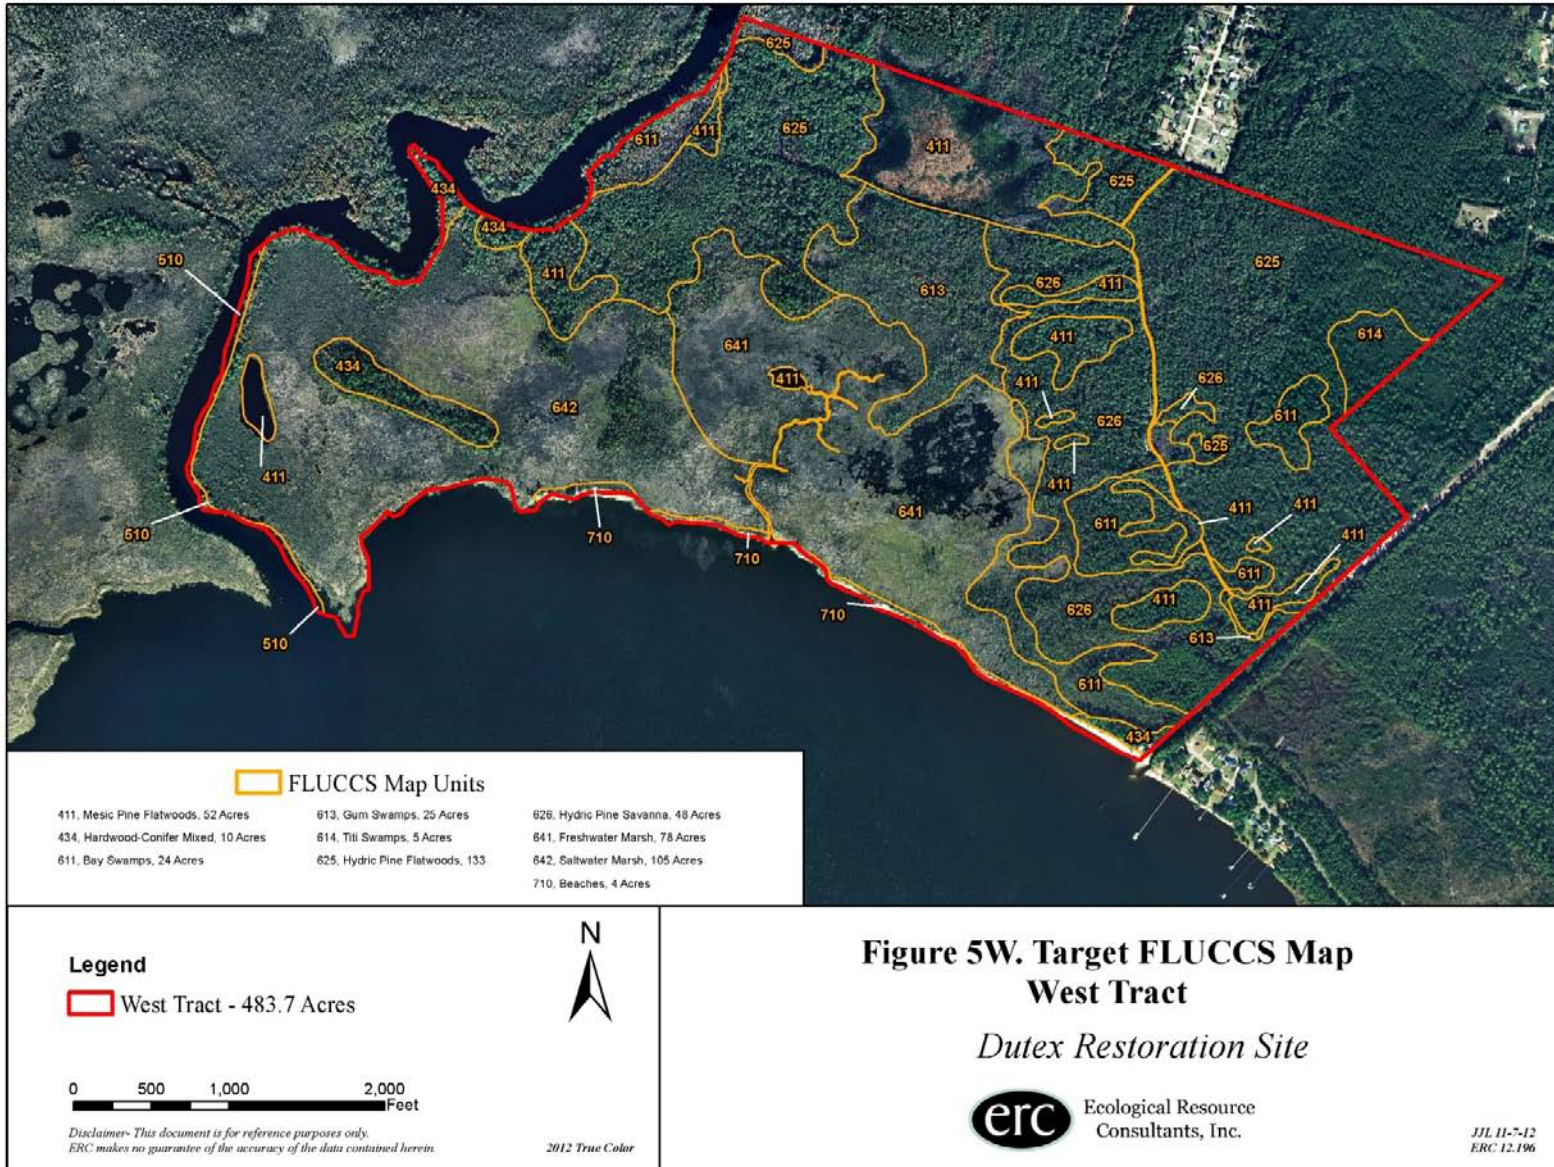 625
611
411
625
411
625
434
434
510
411
613
626
411
625
614
641
411
434
411
411
626
642
626
611
411
625
411
641
611
411
411
411
510
710
710
611
411
626
411
710
613
510
611
434
FLUCCS Map Units
411, Mesic Pine Flatwoods, 52 Acres
434, Hardwood-Conifer Mixed, 10 Acres
611, Bay Swamps, 24 Acres
613, Gum Swamps, 25 Acres
614, Titi Swamps, 5 Acres
625, Hydric Pine Flatwoods, 133
626, Hydric Pine Savanna, 48 Acres
641, Freshwater Marsh, 78 Acres
642, Saltwater Marsh, 105 Acres
710, Beaches, 4 Acres
Legend
West Tract - 483.7 Acres
N
0 500 1,000 2,000
Feet
Disclaimer- This document is for reference purposes only.
ERC makes no guarantee of the accuracy of the data contained herein.
2012 True Color
Figure 5W. Target FLUCCS Map
West Tract
Dutex Restoration Site
erc
Ecological Resource
Consultants, Inc.
JJL 11-7-12
ERC 12.196